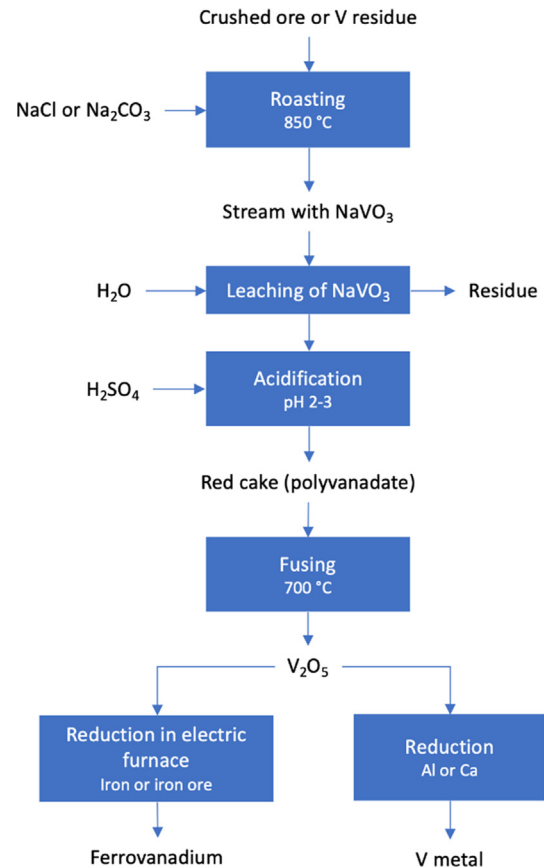 Crushed ore or V residue
Roasting
850 °C
NaCl or Na₂CO₃
Stream with NaVO₃
H₂O
Leaching of NaVO₃
Residue
Acidification
pH 2-3
H₂SO₄
Red cake (polyvanadate)
Fusing
700 °C
V₂O₅
Reduction in electric
furnace
Iron or iron ore
Reduction
Al or Ca
Ferrovanadium
V metal